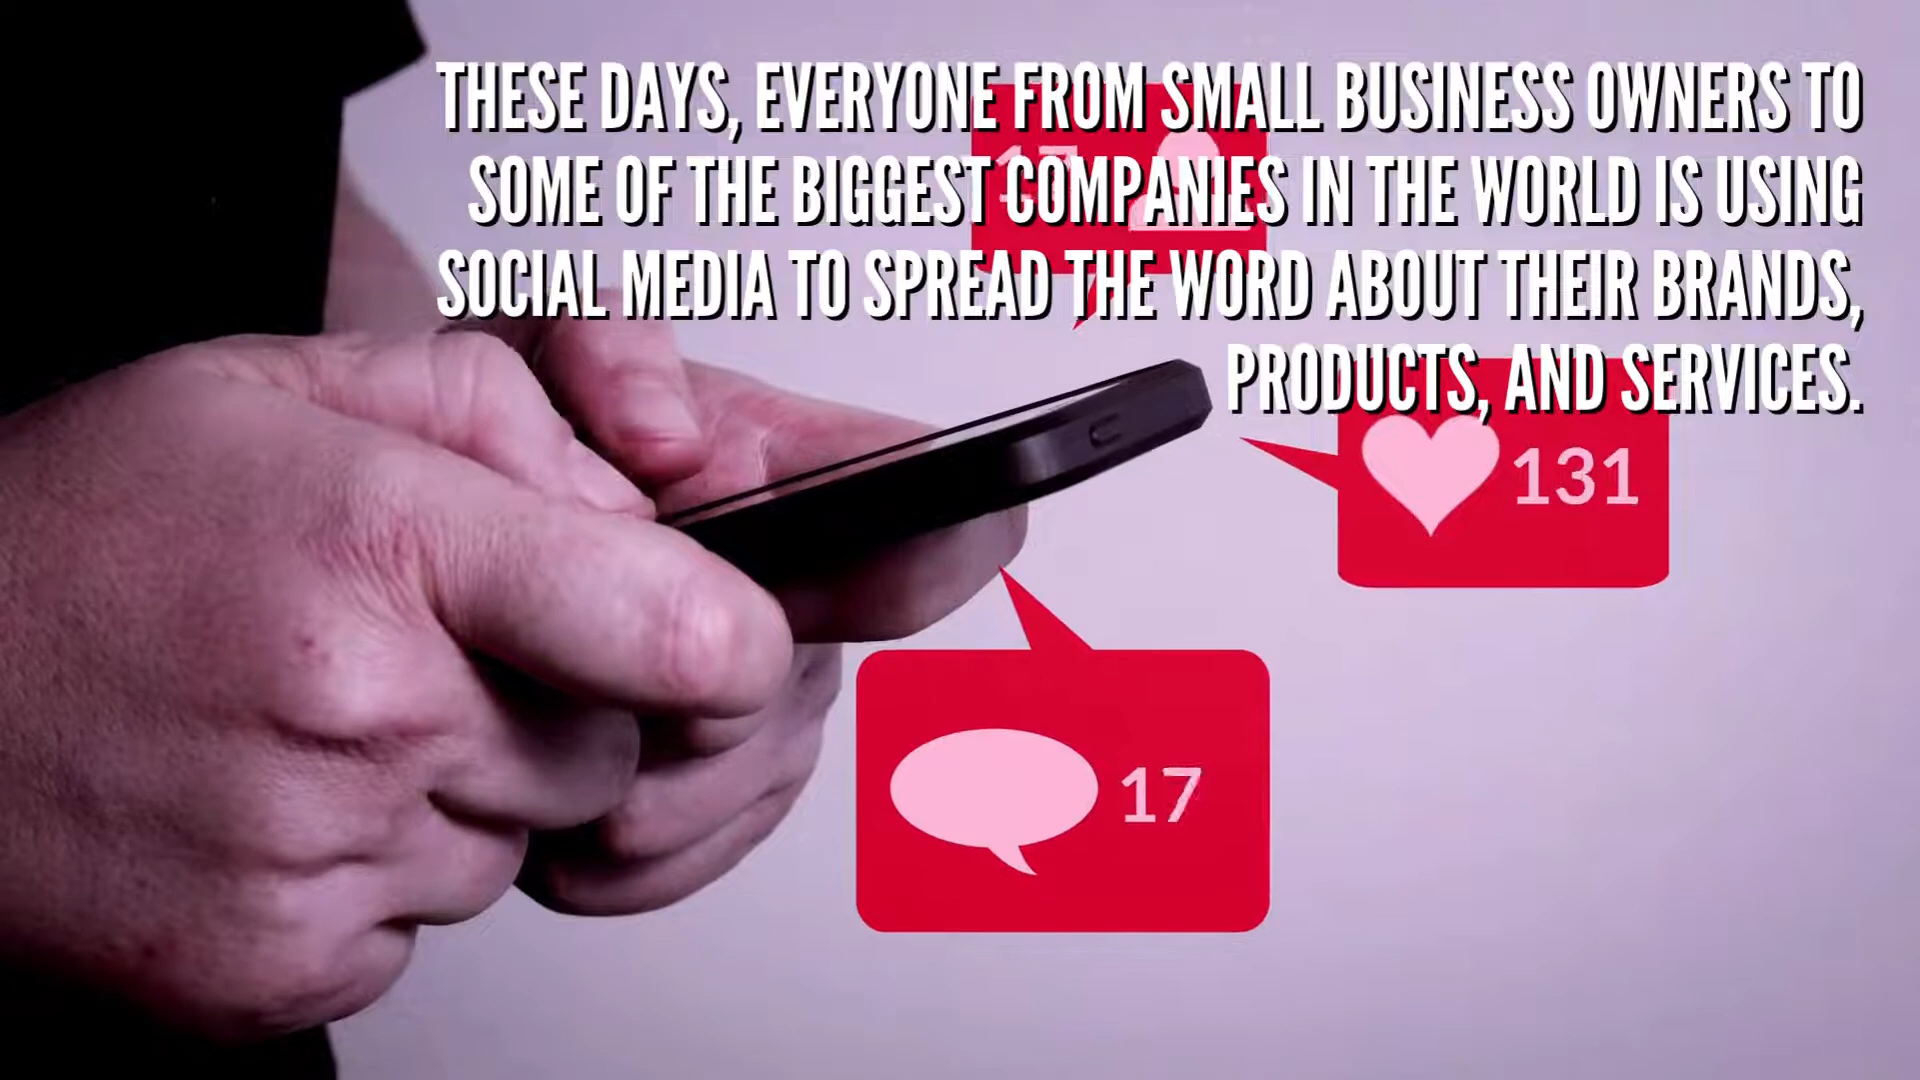 THESE DAYS, EVERYONE FROM SMALL BUSINESS OWNERS TO
SOME OF THE BIGGEST COMPANIES IN THE WORLD IS USING
SOCIAL MEDIA TO SPREAD THE WORD ABOUT THEIR BRANDS,
PRODUCTS, AND SERVICES.
131
17